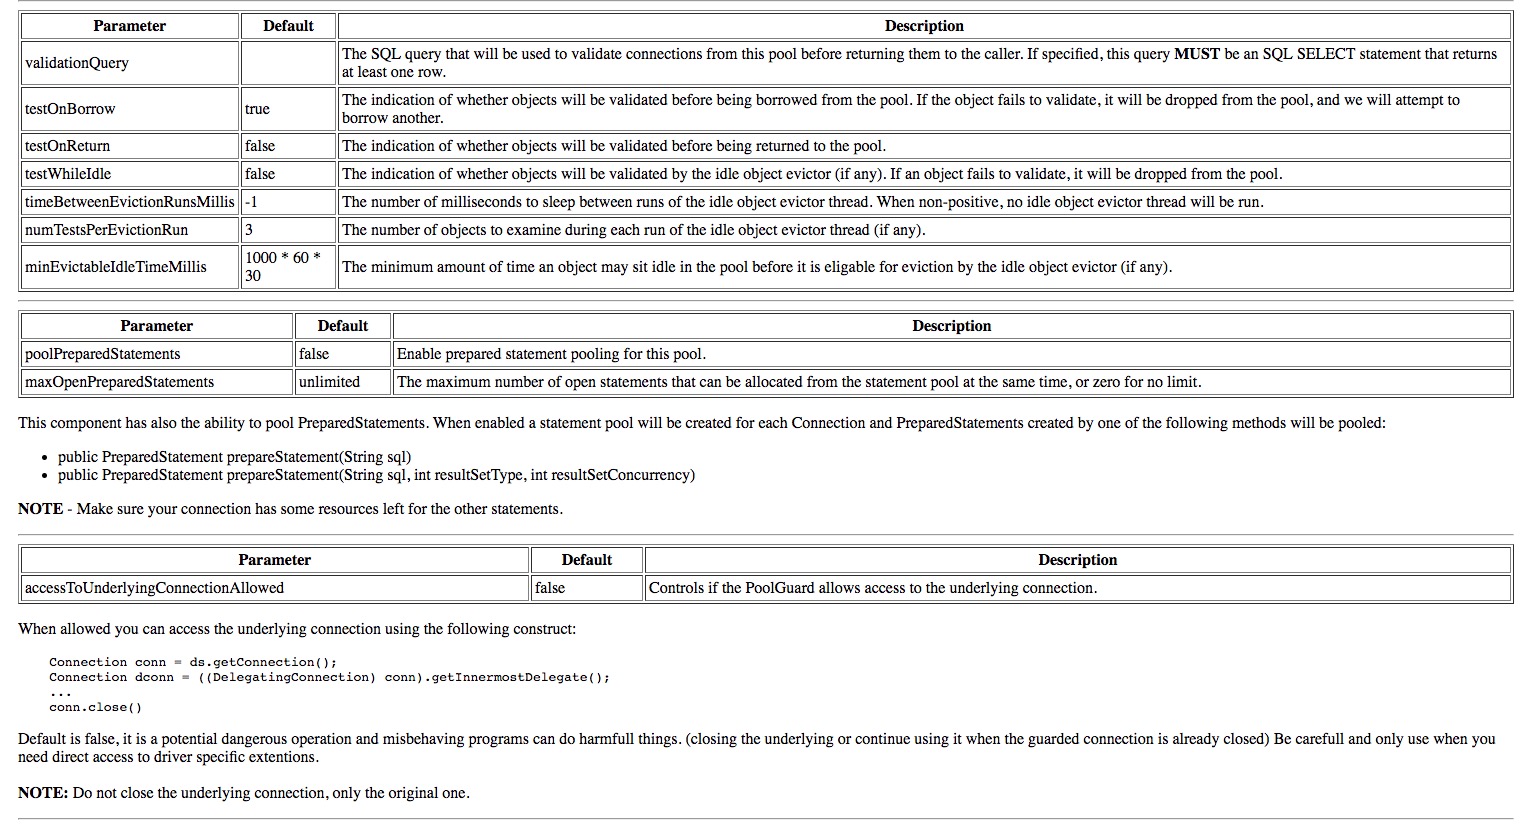 Parameter Default Description
validationQuery The SQL query that will be used to validate connections from this pool before returning them to the caller. If specified, this query MUST be an SQL SELECT statement that returns
at least one row.
testOnBorrow true The indication of whether objects will be validated before being borrowed from the pool. If the object fails to validate, it will be dropped from the pool, and we will attempt to
borrow another.
testOnReturn false The indication of whether objects will be validated before being returned to the pool.
testWhileIdle false The indication of whether objects will be validated by the idle object evictor (if any). If an object fails to validate, it will be dropped from the pool.
timeBetweenEvictionRunsMillis -1 The number of milliseconds to sleep between runs of the idle object evictor thread. When non-positive, no idle object evictor thread will be run.
numTestsPerEvictionRun 3 The number of objects to examine during each run of the idle object evictor thread (if any).
minEvictableIdleTimeMillis 1000 * 60 *
30 The minimum amount of time an object may sit idle in the pool before it is eligable for eviction by the idle object evictor (if any).
Parameter Default Description
poolPreparedStatements false Enable prepared statement pooling for this pool.
maxOpenPreparedStatements unlimited The maximum number of open statements that can be allocated from the statement pool at the same time, or zero for no limit.
This component has also the ability to pool PreparedStatements. When enabled a statement pool will be created for each Connection and PreparedStatements created by one of the following methods will be pooled:
• public PreparedStatement prepareStatement(String sql)
• public PreparedStatement prepareStatement(String sql, int resultSetType, int resultSetConcurrency)
NOTE - Make sure your connection has some resources left for the other statements.
Parameter Default Description
accessToUnderlyingConnectionAllowed false Controls if the PoolGuard allows access to the underlying connection.
When allowed you can access the underlying connection using the following construct:
Connection conn = ds.getConnection();
Connection dconn = ((DelegatingConnection) conn).getInnermostDelegate();
...
conn.close()
Default is false, it is a potential dangerous operation and misbehaving programs can do harmfull things. (closing the underlying or continue using it when the guarded connection is already closed) Be carefull and only use when you
need direct access to driver specific extentions.
NOTE: Do not close the underlying connection, only the original one.